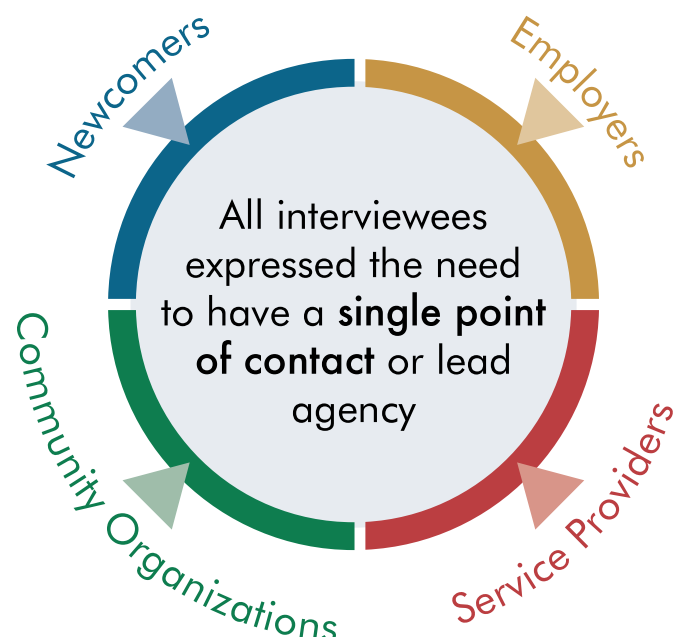 Newcomers
Employers
All interviewees
expressed the need
to have a single point
of contact or lead
agency
Community Organizations
Service Providers